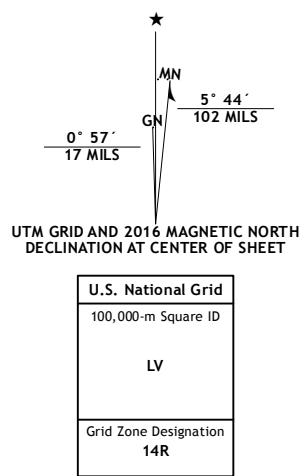 ★
MN
GN
5° 44´
102 MILS
0° 57´
17 MILS
UTM GRID AND 2016 MAGNETIC NORTH
DECLINATION AT CENTER OF SHEET
U.S. National Grid
100,000-m Square ID
LV
Grid Zone Designation
14R